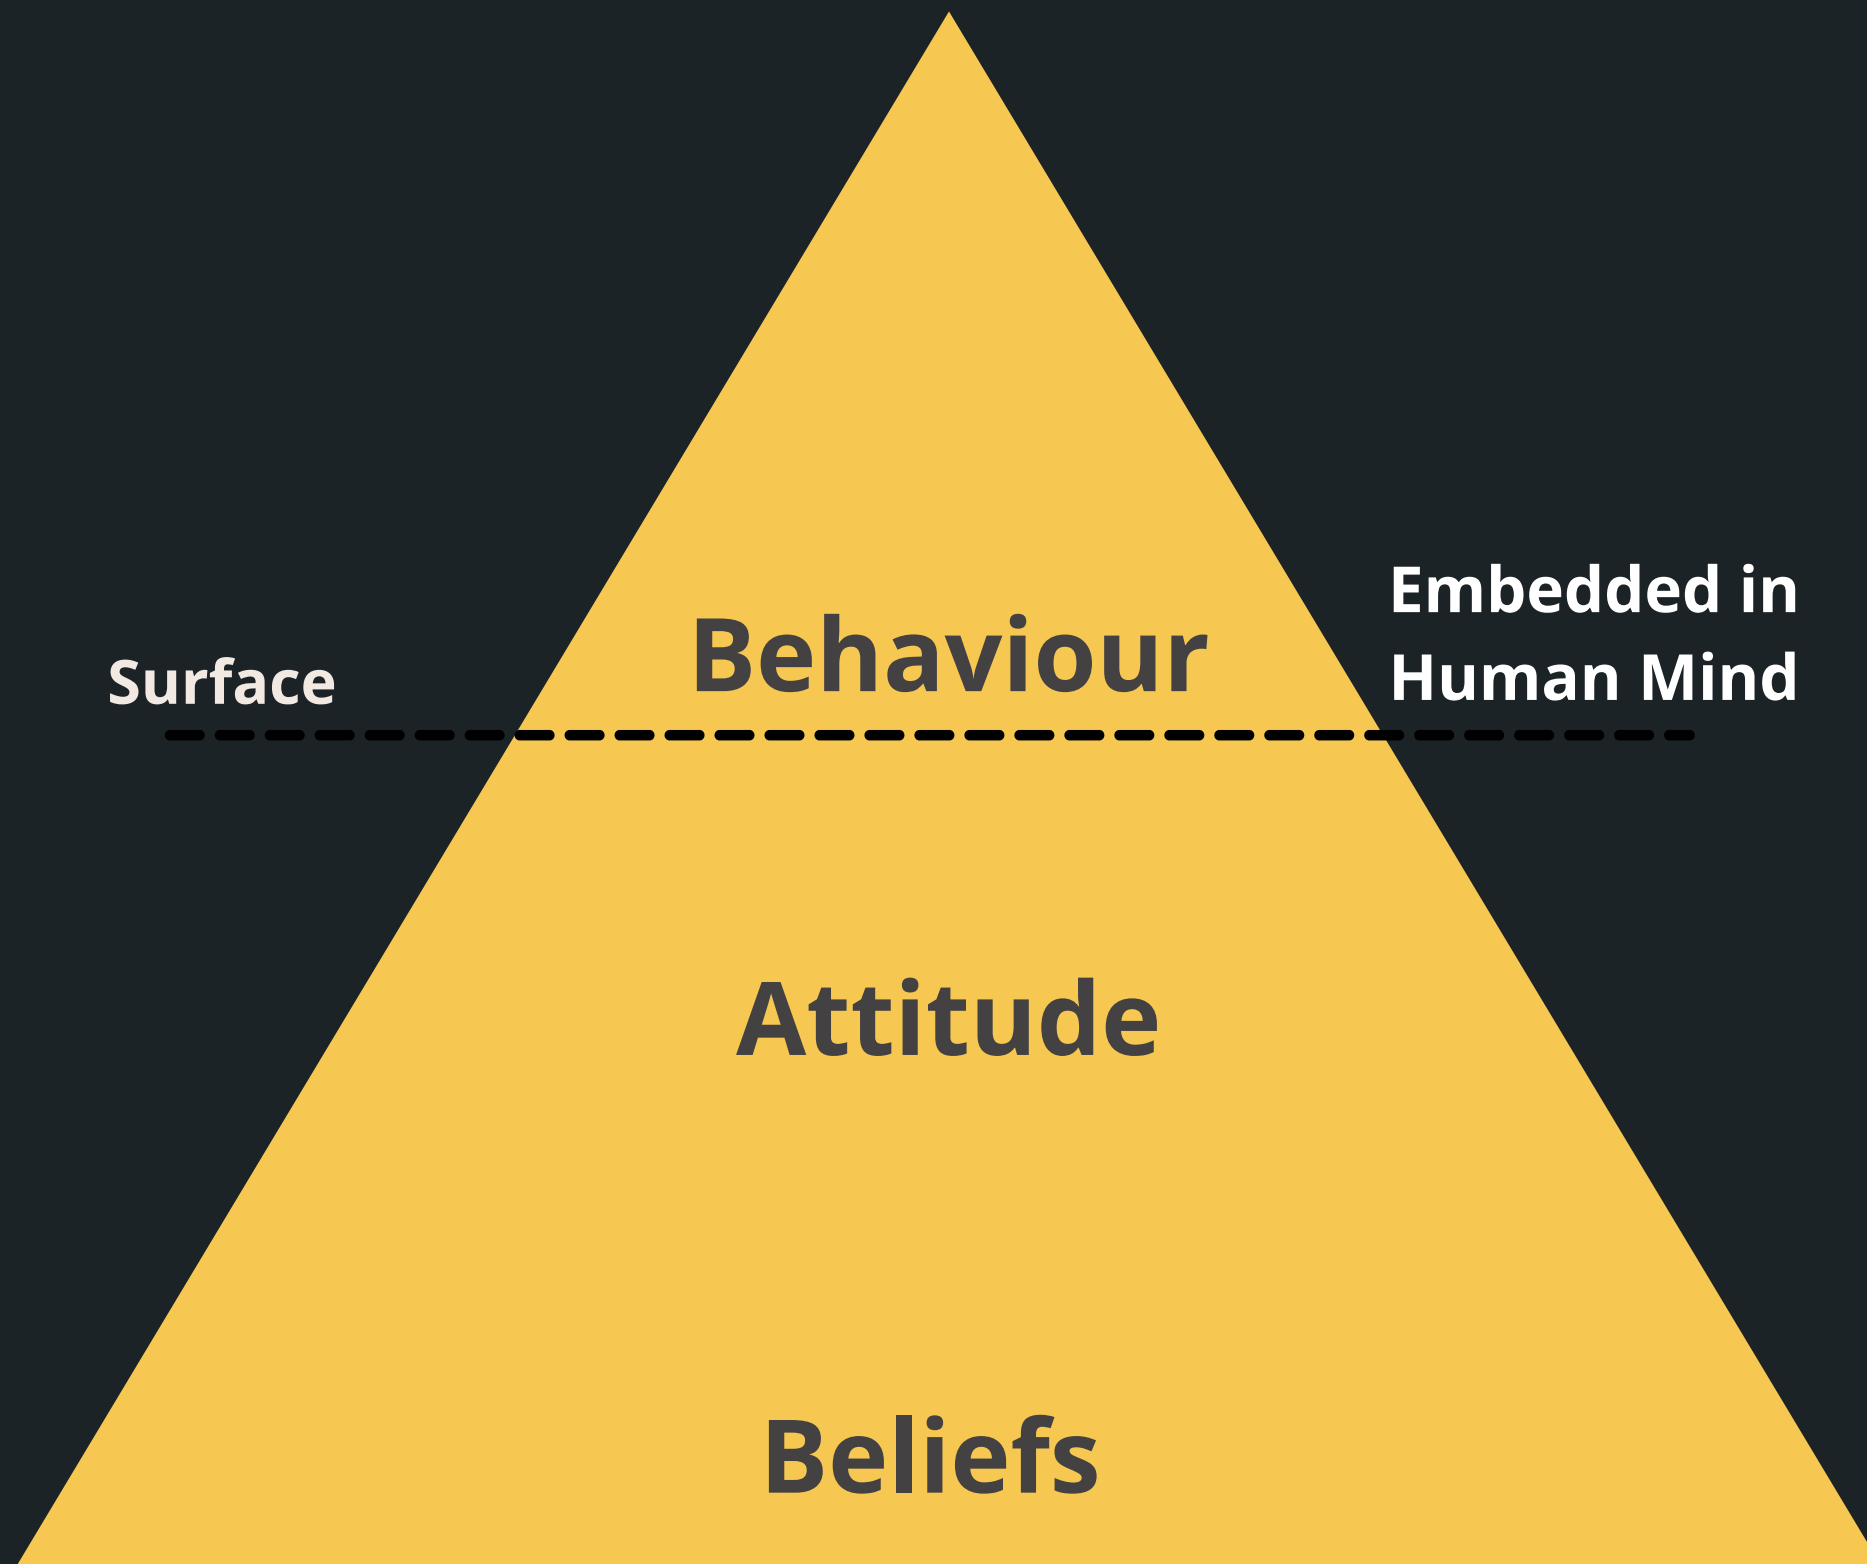 Embedded in
Human Mind
Surface
Behaviour
Attitude
Beliefs